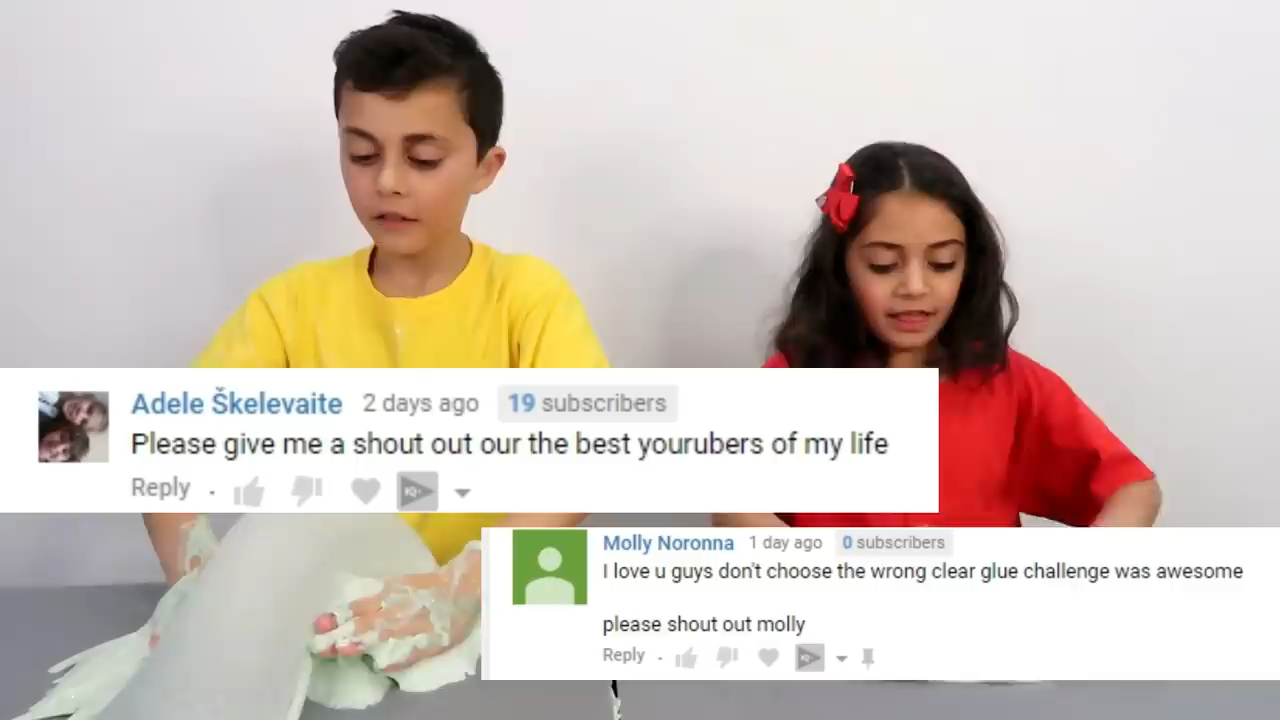 Adele Škelevaite 2 days ago 19 subscribers
Please give me a shout out our the best yourubers of my life
Reply
Molly Noronna 1 day ago 0 subscribers
I love u guys don't choose the wrong clear glue challenge was awesome
please shout out molly
Reply